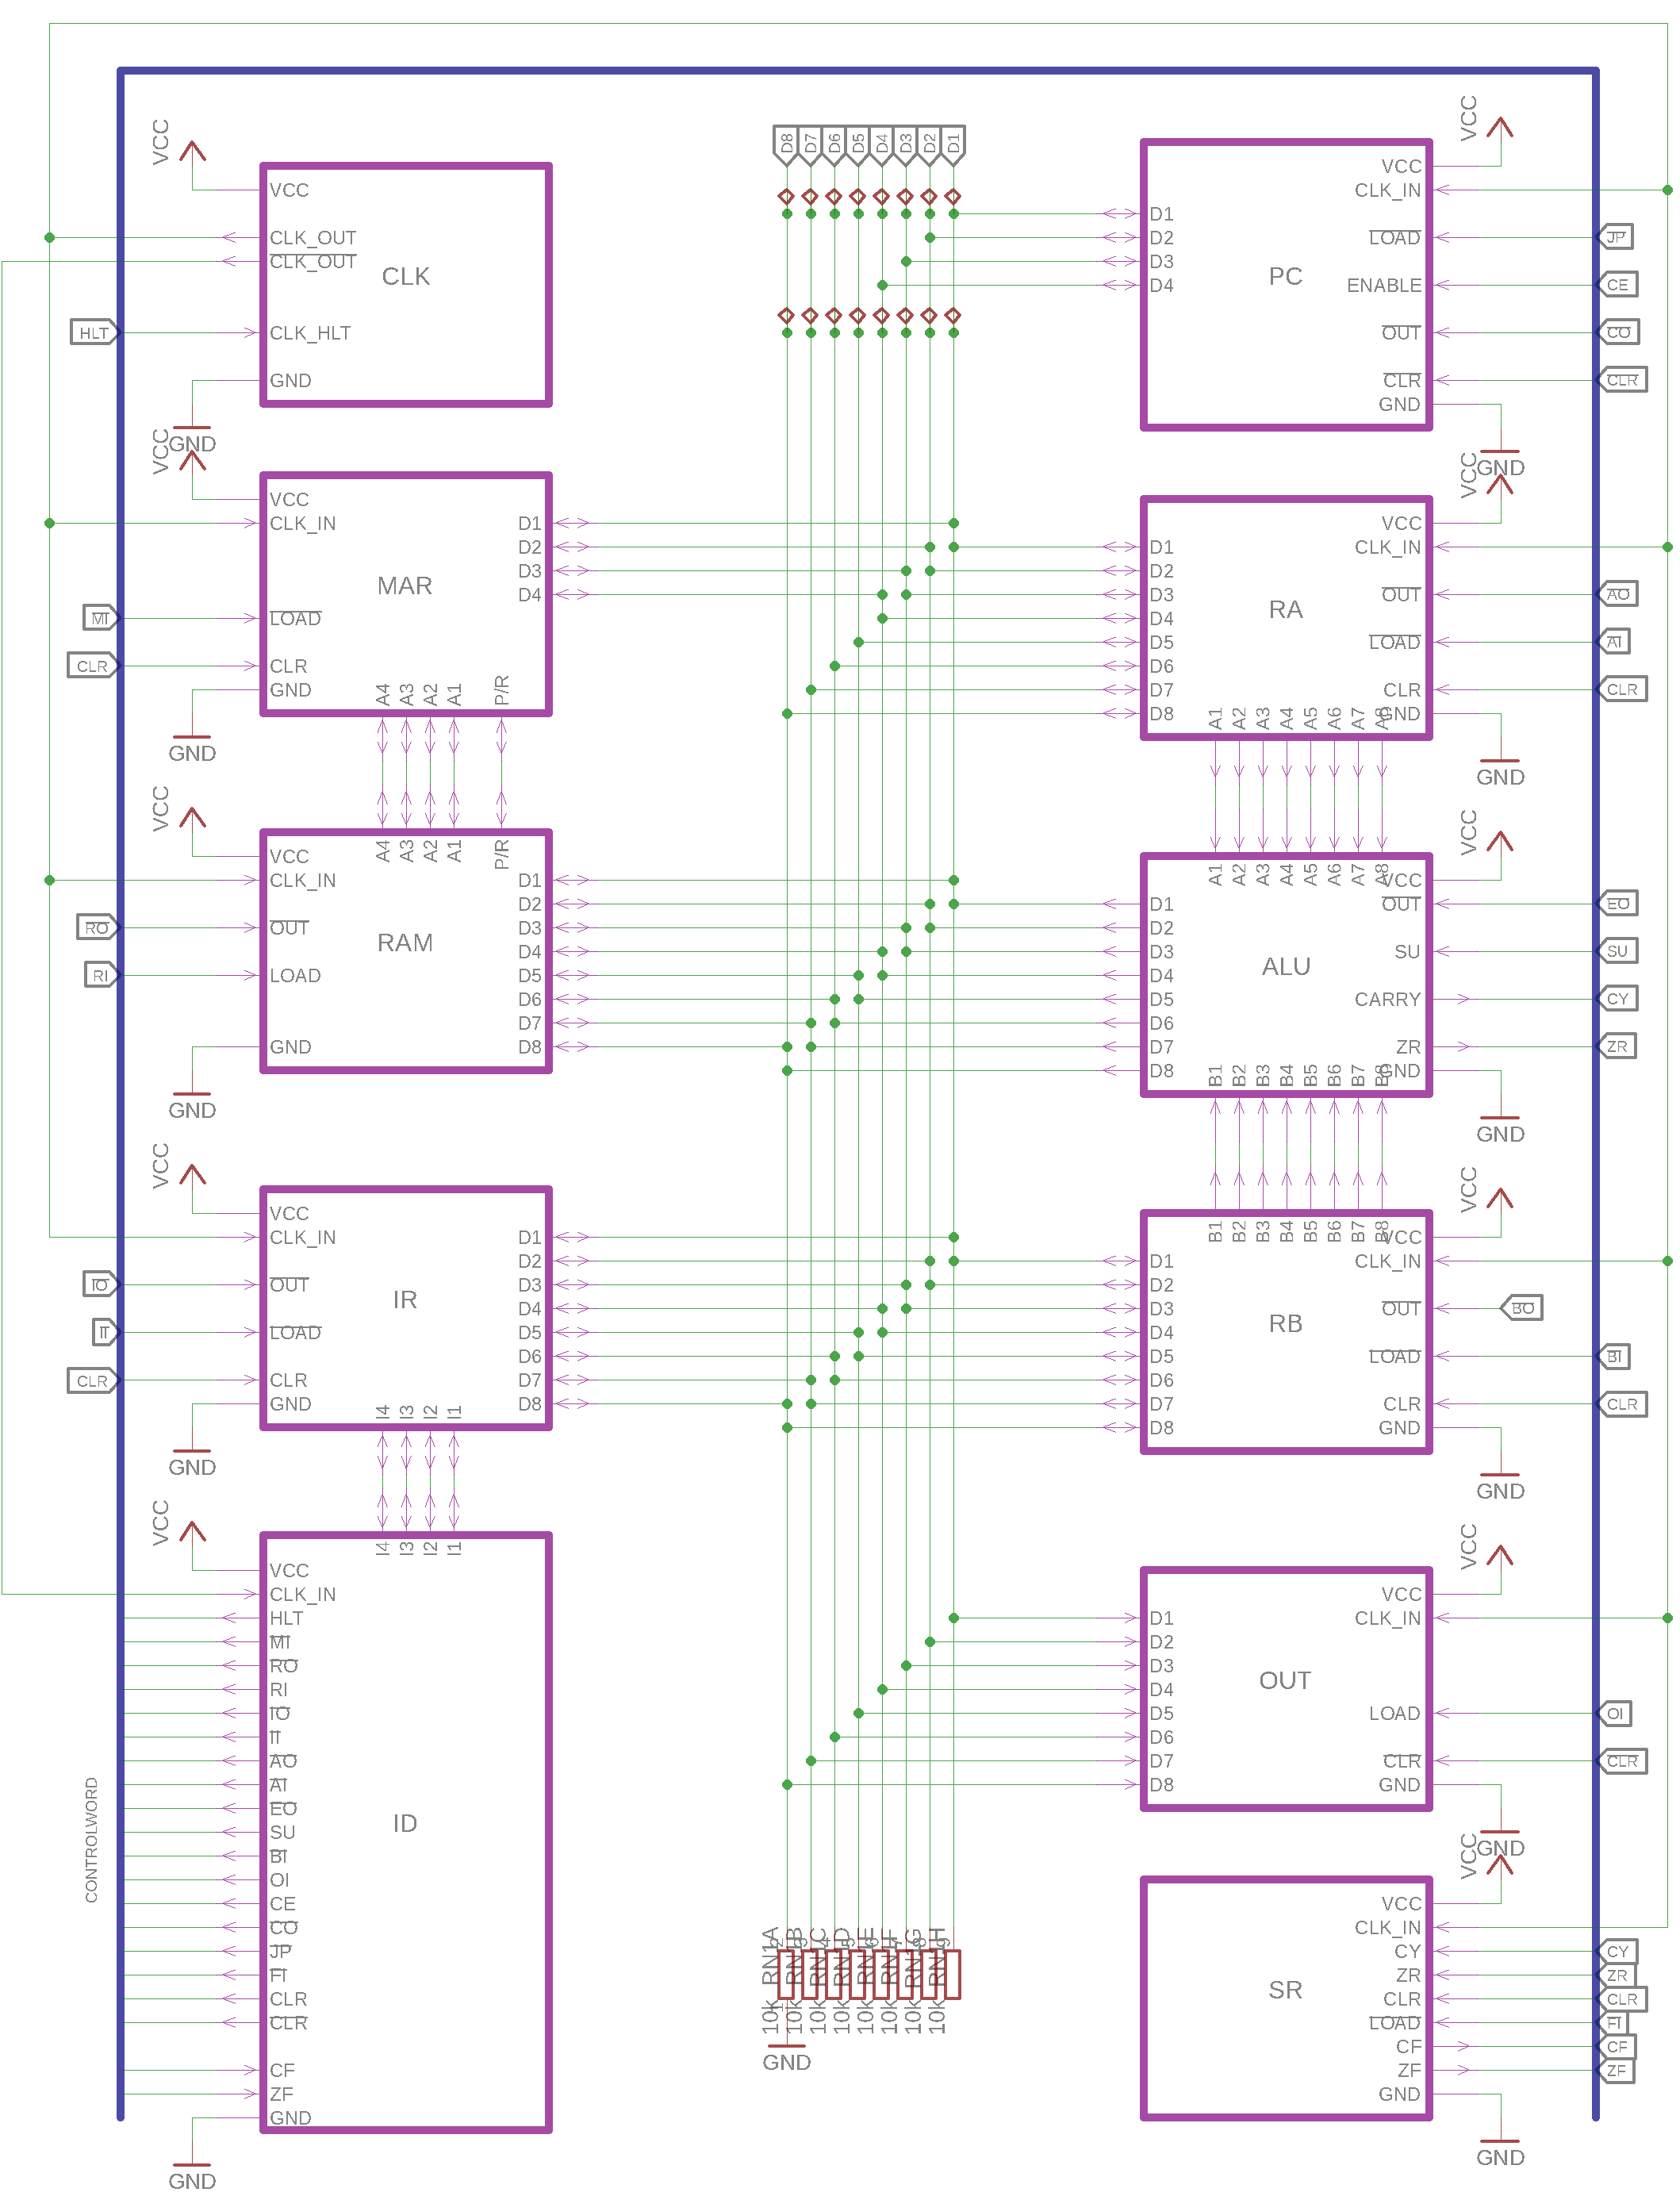 D8 D7 D6 D5 D4 D3 D2 D1
VCC
VCC
CLK_OUT
CLK_OUT
CLK
HLT
CLK_HLT
GND
GND
VCC
VCC
CLK_IN
D1
D2
D3
D4
PC
LOAD
JP
ENABLE
CE
OUT
CO
CLR
CLR
GND
GND
VCC
VCC
CLK_IN
D1
D2
D3
D4
MAR
MI
LOAD
CLR
CLR
GND
A4 A3 A2 A1 P/R
GND
VCC
VCC
CLK_IN
D1
D2
D3
D4
D5
D6
D7
D8
RA
OUT
AO
LOAD
AI
CLR
CLR
GND
A1 A2 A3 A4 A5 A6 A7 A8
GND
VCC
A4 A3 A2 A1 P/R
VCC
CLK_IN
D1
D2
D3
D4
D5
D6
D7
D8
RAM
RO
OUT
RI
LOAD
GND
GND
VCC
A1 A2 A3 A4 A5 A6 A7 A8
VCC
OUT
EO
D1
D2
D3
D4
D5
D6
D7
D8
ALU
SU
SU
CARRY
CY
ZR
ZR
GND
B1 B2 B3 B4 B5 B6 B7 B8
GND
VCC
VCC
CLK_IN
D1
D2
D3
D4
D5
D6
D7
D8
IR
IO
OUT
II
LOAD
CLR
CLR
GND
I4 I3 I2 I1
GND
VCC
B1 B2 B3 B4 B5 B6 B7 B8
VCC
CLK_IN
D1
D2
D3
D4
D5
D6
D7
D8
RB
OUT
BO
LOAD
BI
CLR
CLR
GND
GND
VCC
I4 I3 I2 I1
VCC
CLK_IN
HLT
MI
RO
RI
IO
II
AO
AI
EO
SU
BI
OI
CE
CO
JP
FI
CLR
CLR
CF
ZF
GND
GND
ID
CONTROLWORD
VCC
VCC
CLK_IN
D1
D2
D3
D4
D5
D6
D7
D8
OUT
LOAD
OI
CLR
CLR
GND
GND
RN1A
10k
10k
10k
10k
10k
10k
10k
10k
GND
VCC
VCC
CLK_IN
CY
CY
ZR
ZR
SR
CLR
CLR
LOAD
FI
CF
CF
ZF
ZF
GND
GND